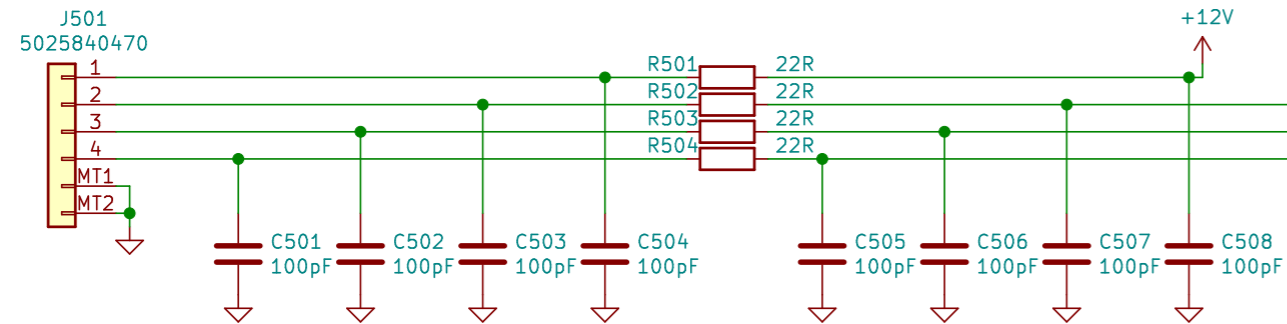 J501
5025840470
+12V
1
2
3
4
MT1
MT2
R501 22R
R502 22R
R503 22R
R504 22R
C501
100pF
C502
100pF
C503
100pF
C504
100pF
C505
100pF
C506
100pF
C507
100pF
C508
100pF